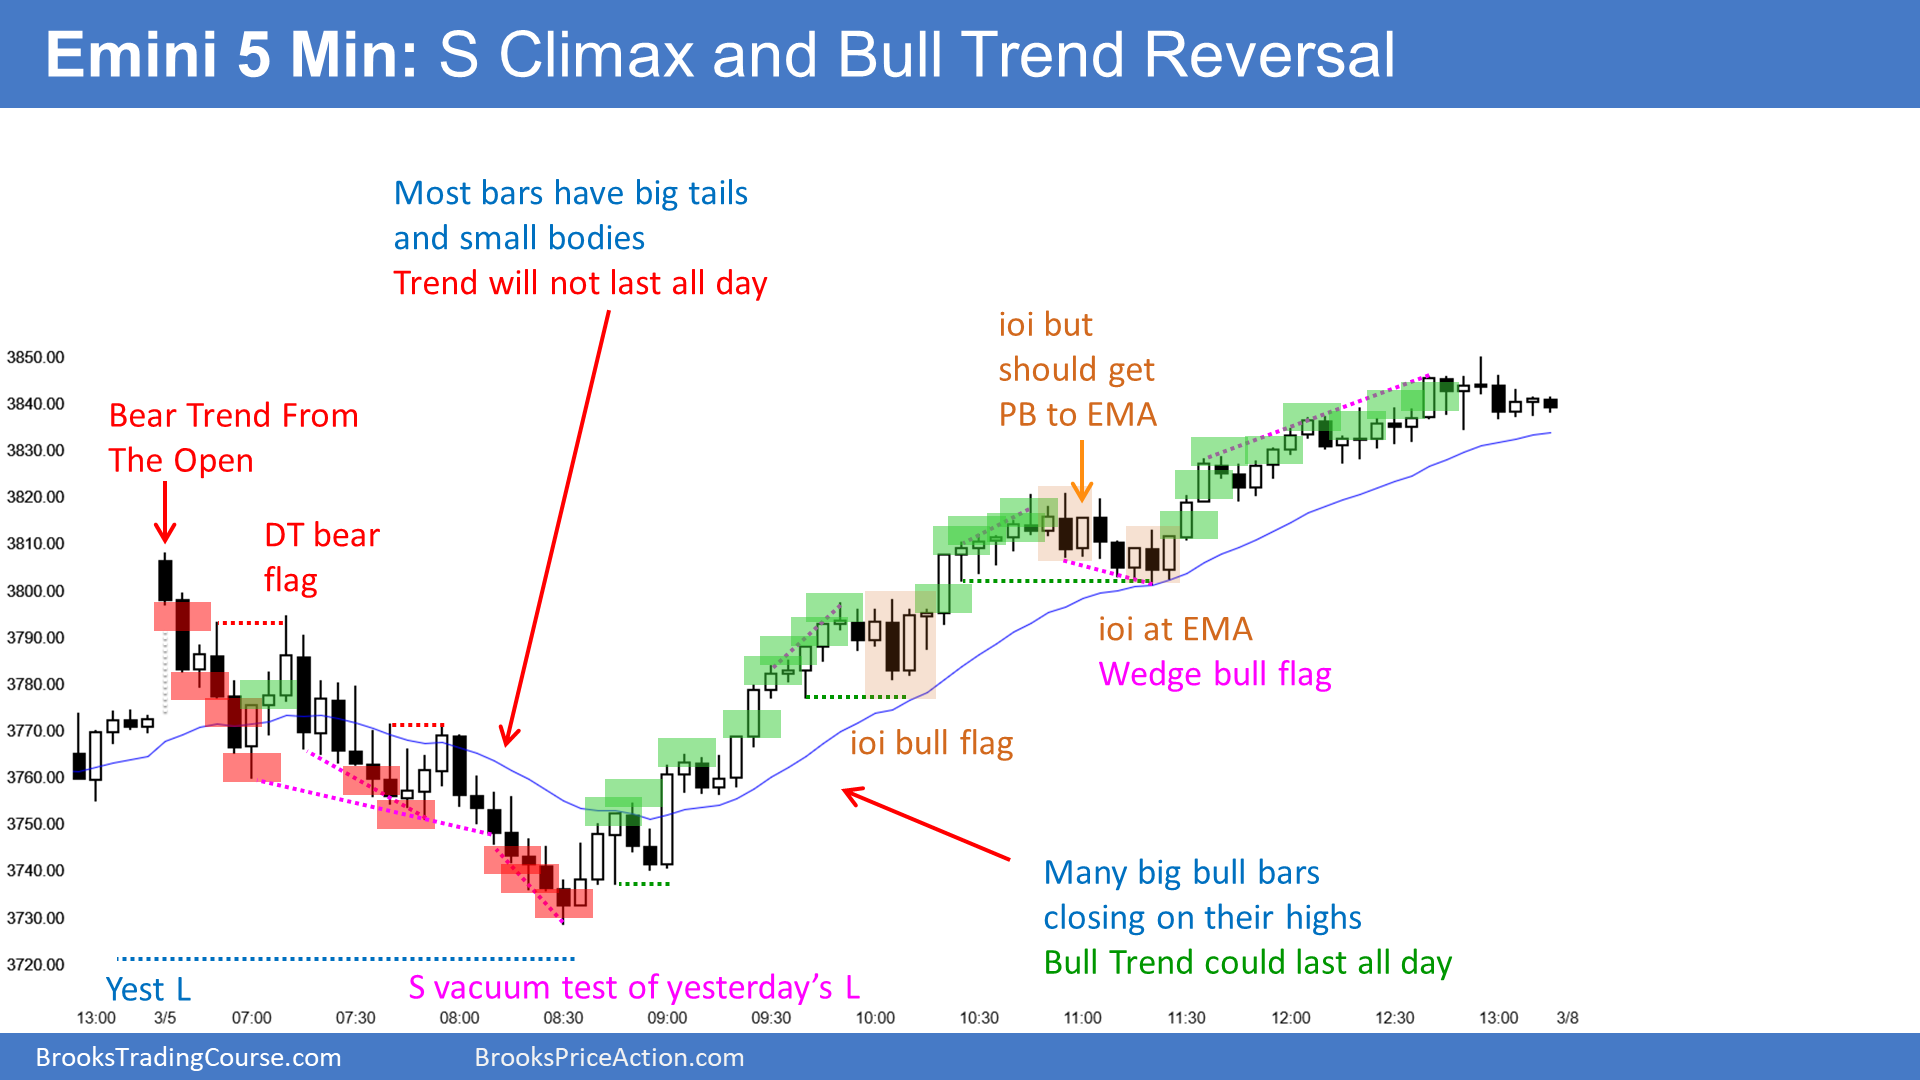 Emini 5 Min: S Climax and Bull Trend Reversal
Most bars have big tails
and small bodies
Trend will not last all day
ioi but
should get
PB to EMA
Bear Trend From
The Open
DT bear
flag
3850.00
3840.00
3830.00
3820.00
3810.00
3800.00
3790.00
3780.00
3770.00
3760.00
3750.00
3740.00
3730.00
3720.00
ioi at EMA
Wedge bull flag
ioi bull flag
Many big bull bars
closing on their highs
Bull Trend could last all day
Yest L
S vacuum test of yesterday’s L
13:00 3/5 07:00 07:30 08:00 08:30 09:00 09:30 10:00 10:30 11:00 11:30 12:00 12:30 13:00 3/8
BrooksTradingCourse.com BrooksPriceAction.com